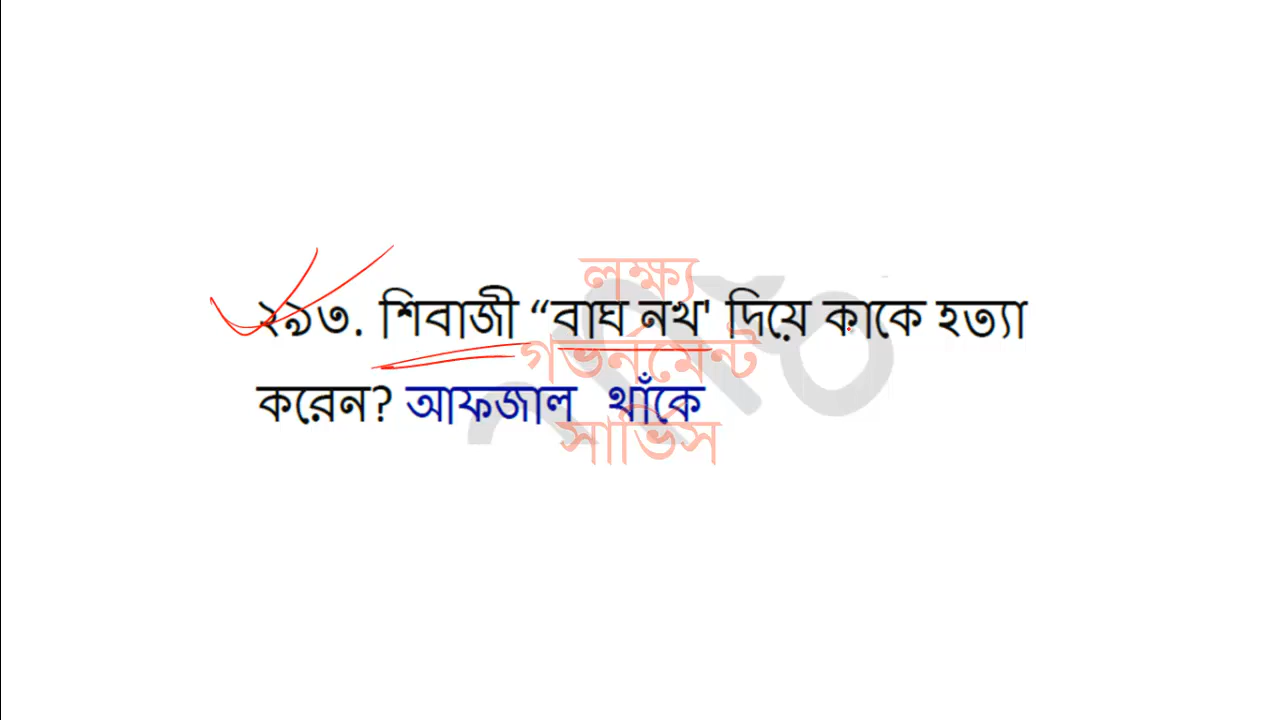 ২৯৩. শিবাজী “বাঘ নখ' দিয়ে কাকে হত্যা
করেন? আফজাল থাঁকে
লক্ষ্য
গভর্নমেন্ট
সার্ভিস